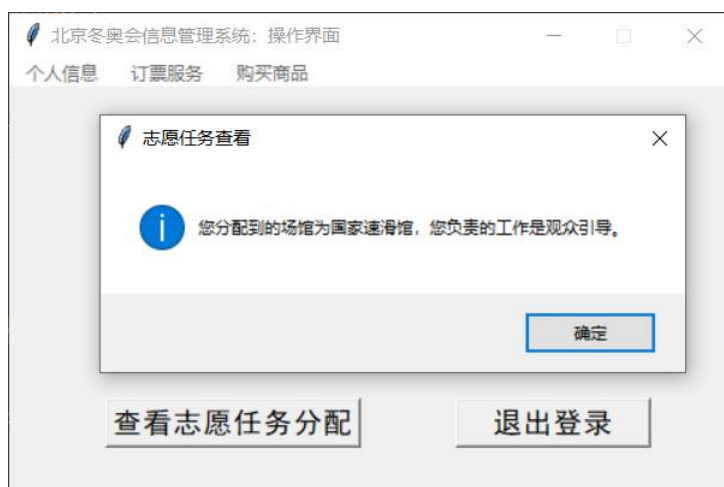 北京冬奥会信息管理系统：操作界面
个人信息 订票服务 购买商品
志愿任务查看
您分配到的场馆为国家速滑馆，您负责的工作是观众引导。
确定
查看志愿任务分配 退出登录